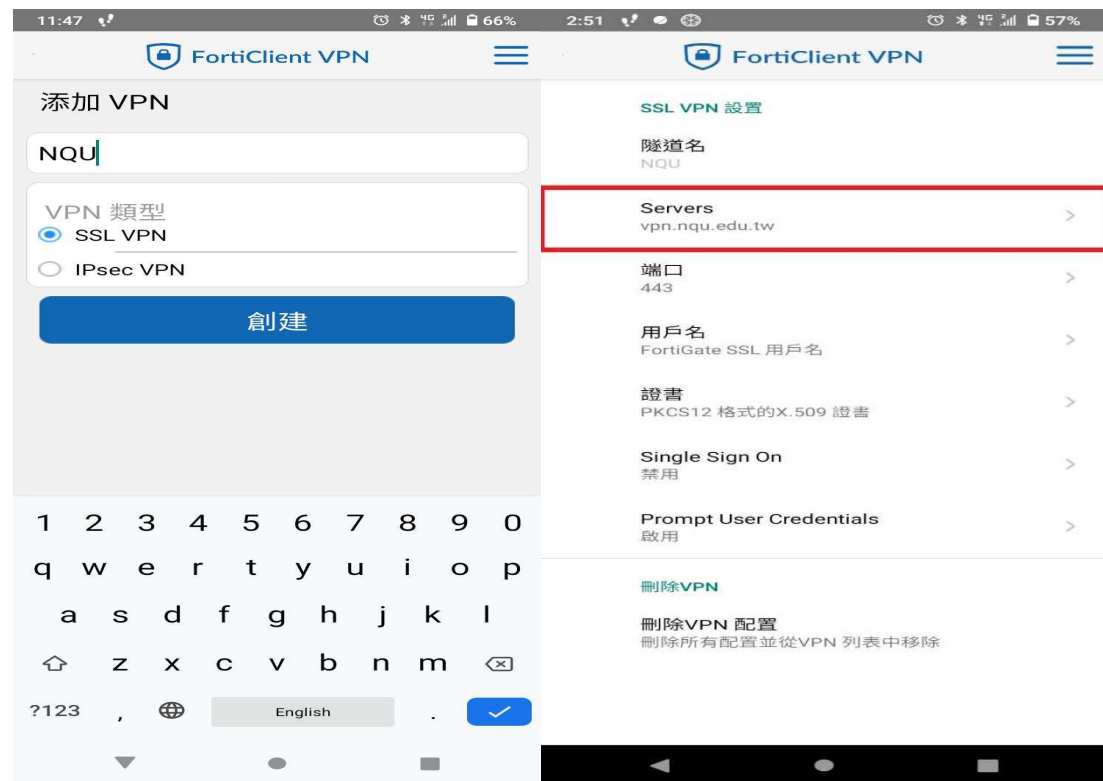 11:47 4G 2 66%
FortiClient VPN
添加 VPN
NQU
VPN 類型
SSL VPN
IPsec VPN
創建
1 2 3 4 5 6 7 8 9 0
q w e r t y u i o p
a s d f g h j k l
z x c v b n m
?123 , English .
2:51 4G 2 57%
FortiClient VPN
SSL VPN 設置
隧道名
NQU
Servers
vpn.nqu.edu.tw
端口
443
用戶名
FortiGate SSL 用戶名
證書
PKCS12 格式的X.509 證書
Single Sign On
禁用
Prompt User Credentials
啟用
刪除VPN
刪除VPN 配置
刪除所有配置並從VPN 列表中移除